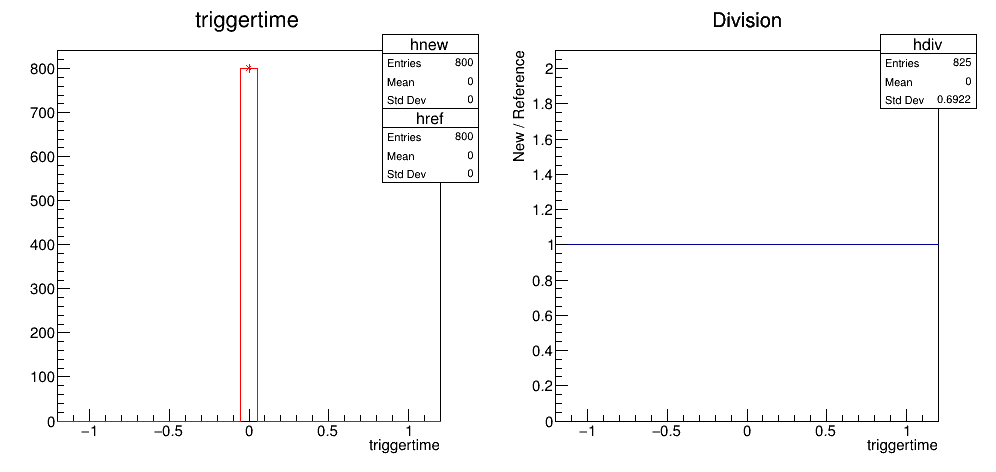 triggertime
hnew
Entries 800
Mean 0
Std Dev 0
href
Entries 800
Mean 0
Std Dev 0
800
700
600
500
400
300
200
100
0
−1 −0.5 0 0.5 1
triggertime
Division
hdiv
Entries 825
Mean 0
Std Dev 0.6922
New / Reference
2
1.8
1.6
1.4
1.2
1
0.8
0.6
0.4
0.2
0
−1 −0.5 0 0.5 1
triggertime